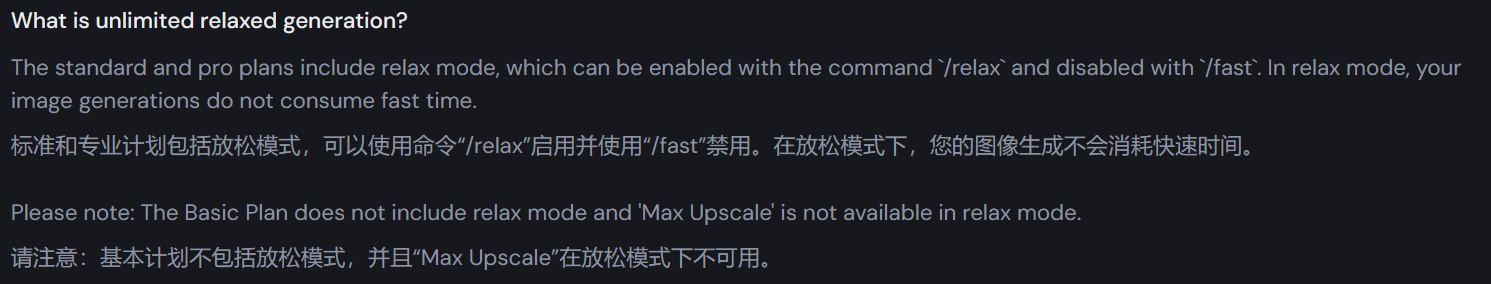 What is unlimited relaxed generation?
The standard and pro plans include relax mode, which can be enabled with the command `/relax` and disabled with `/fast`. In relax mode, your
image generations do not consume fast time.
标准和专业计划包括放松模式，可以使用命令“/relax”启用并使用“/fast”禁用。在放松模式下，您的图像生成不会消耗快速时间。
Please note: The Basic Plan does not include relax mode and 'Max Upscale' is not available in relax mode.
请注意：基本计划不包括放松模式，并且“Max Upscale”在放松模式下不可用。